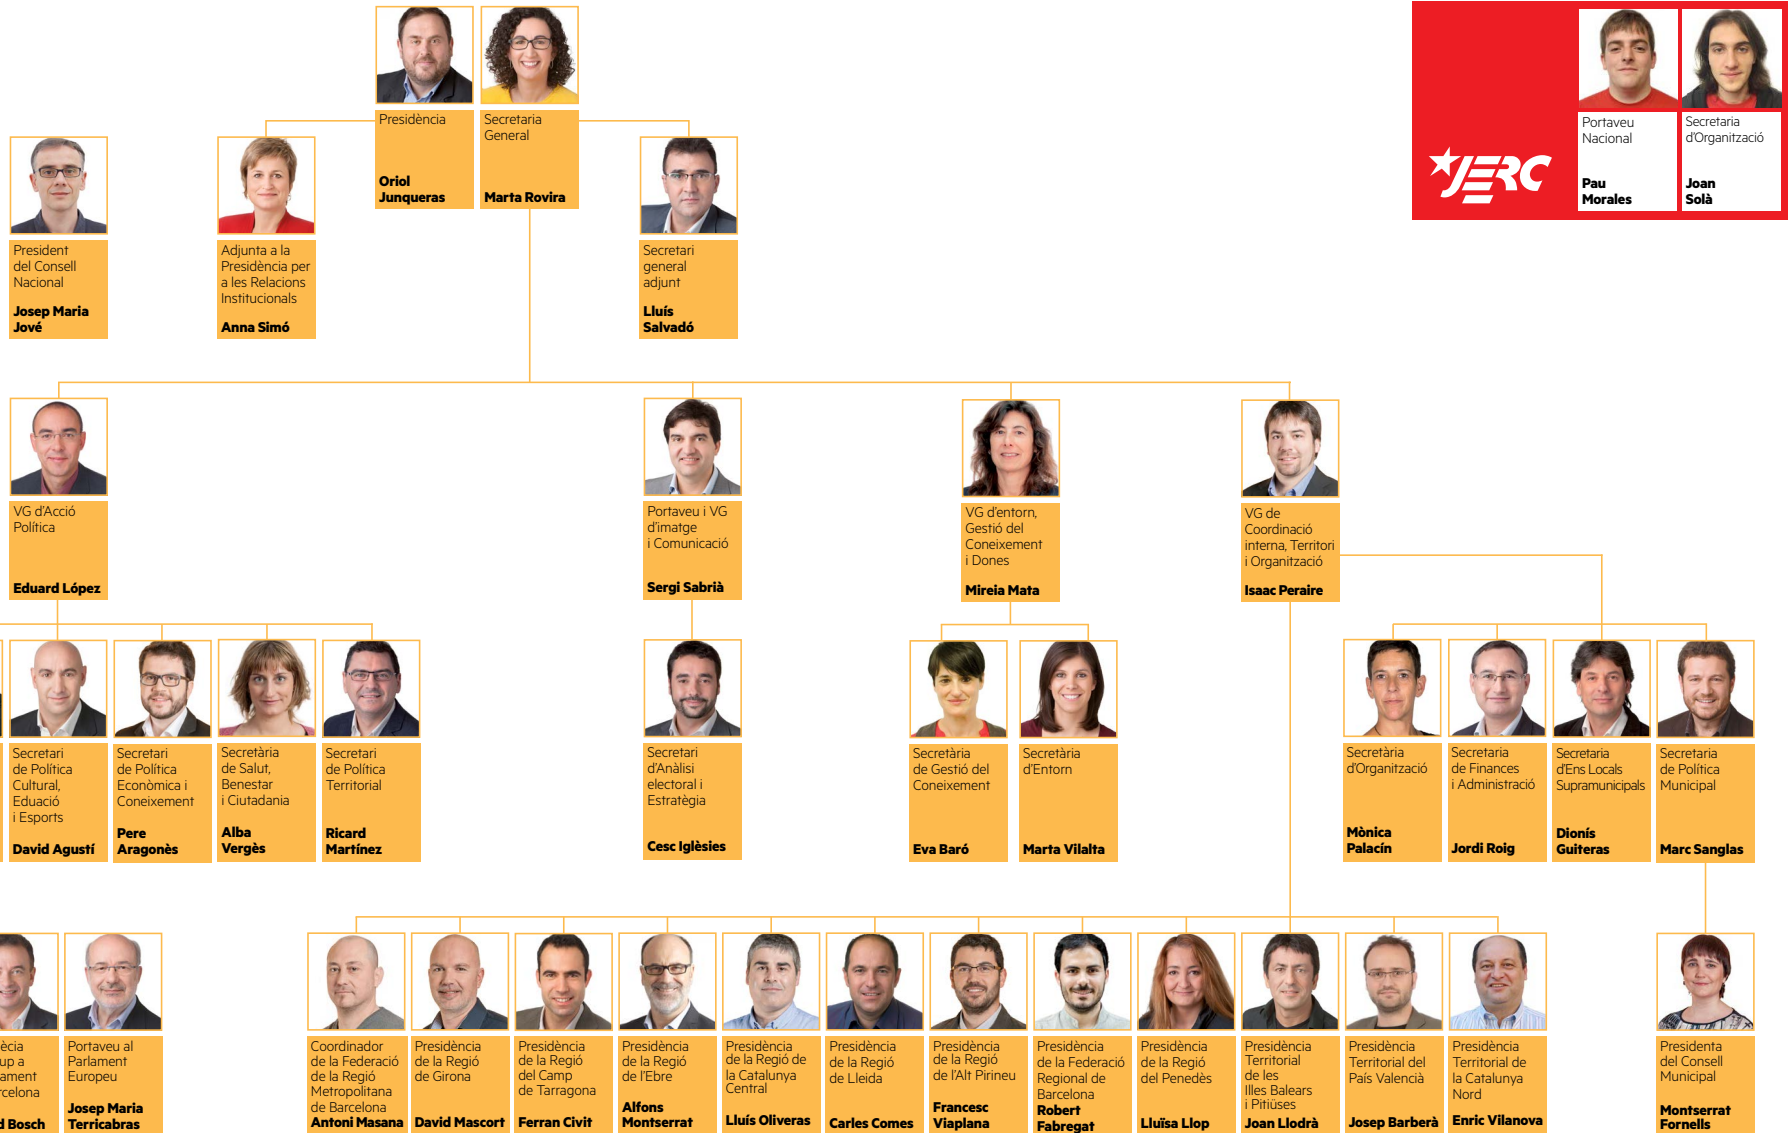 Presidència
Oriol
Junqueras
Secretaria
General
Marta Rovira
JERC
Portaveu
Nacional
Pau
Morales
Secretaria
d'Organització
Joan
Solà
President
del Consell
Nacional
Josep Maria
Jové
Adjunta a la
Presidència per
a les Relacions
Institucionals
Anna Simó
Secretari
general
adjunt
Lluís
Salvadó
VG d'Acció
Política
Eduard López
Portaveu i VG
d'imatge
i Comunicació
Sergi Sabrià
VG d'entorn,
Gestió del
Coneixement
i Dones
Mireia Mata
VG de
Coordinació
interna, Territori
i Organització
Isaac Peraire
Secretari
de Política
Cultural,
Eduació
i Esports
David Agustí
Secretari
de Política
Econòmica i
Coneixement
Pere
Aragonès
Secretària
de Salut,
Benestar
i Ciutadania
Alba
Vergès
Secretari
de Política
Territorial
Ricard
Martínez
Secretari
d'Anàlisi
electoral i
Estratègia
Cesc Iglèsies
Secretària
de Gestió del
Coneixement
Eva Baró
Secretària
d'Entorn
Marta Vilalta
Secretària
d'Organització
Mònica
Palacín
Secretaria
de Finances
i Administració
Jordi Roig
Secretaria
d'Ens Locals
Supramunicipals
Dionís
Guiteras
Secretaria
de Política
Municipal
Marc Sanglas
a
Bosch
Portaveu al
Parlament
Europeu
Josep Maria
Terricabras
Coordinador
de la Federació
de la Regió
Metropolitana
de Barcelona
Antoni Masana
Presidència
de la Regió
de Girona
David Mascort
Presidència
de la Regió
del Camp
de Tarragona
Ferran Civit
Presidència
de la Regió
de l'Ebre
Alfons
Montserrat
Presidència
de la Regió de
la Catalunya
Central
Lluís Oliveras
Presidència
de la Regió
de Lleida
Carles Comes
Presidència
de la Regió
de l'Alt Pirineu
Francesc
Viaplana
Presidència
de la Federació
Regional de
Barcelona
Robert
Fabregat
Presidència
de la Regió
del Penedès
Lluïsa Llop
Presidència
Territorial
de les
Illes Balears
i Pitiüses
Joan Llodrà
Presidència
Territorial del
País Valencià
Josep Barberà
Presidència
Territorial de
la Catalunya
Nord
Enric Vilanova
Presidenta
del Consell
Municipal
Montserrat
Fornells